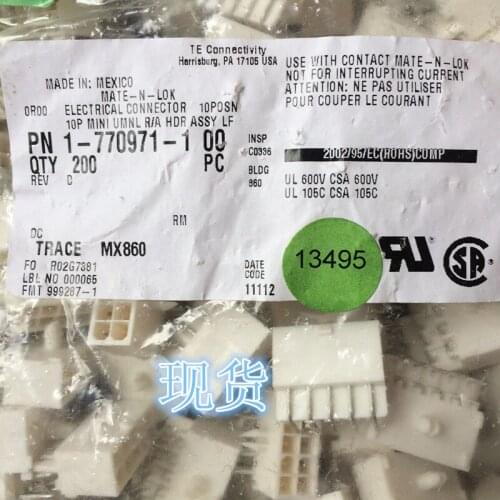 TE Connectivity
Harrisburg, PA 17105 USA
MADE IN: MEXICO
MATE-N-LOK
OR00 ELECTRICAL CONNECTOR 10POSN
10P MINI UMNL R/A HDR ASSY LF
PN 1-770971-1 00
QTY 200 PC
REV C
INSP
C0336
BLDG
860
RM
DC
TRACE MX860
FO R02G7381
LBL NO 000065
FMT 999287-1
DATE
CODE
11112
USE WITH CONTACT MATE-N-LOK
NOT FOR INTERRUPTING CURRENT
ATTENTION: NE PAS UTILISER
POUR COUPER LE COURANT
2002/95/EC(ROHS)COMP
UL 600V CSA 600V
UL 105C CSA 105C
13495
RU
SA
现货